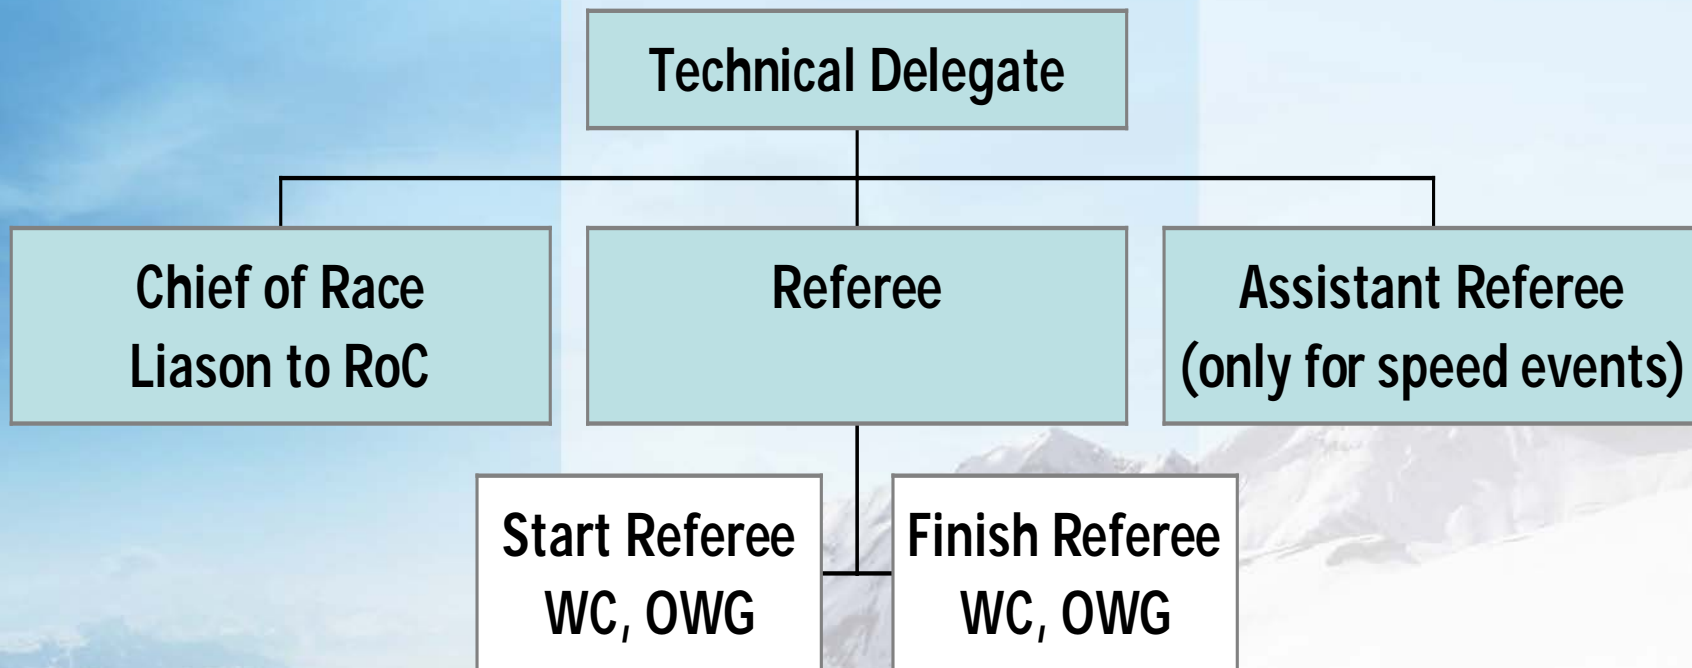 Technical Delegate
Chief of Race
Liason to RoC
Referee
Assistant Referee
(only for speed events)
Start Referee
WC, OWG
Finish Referee
WC, OWG